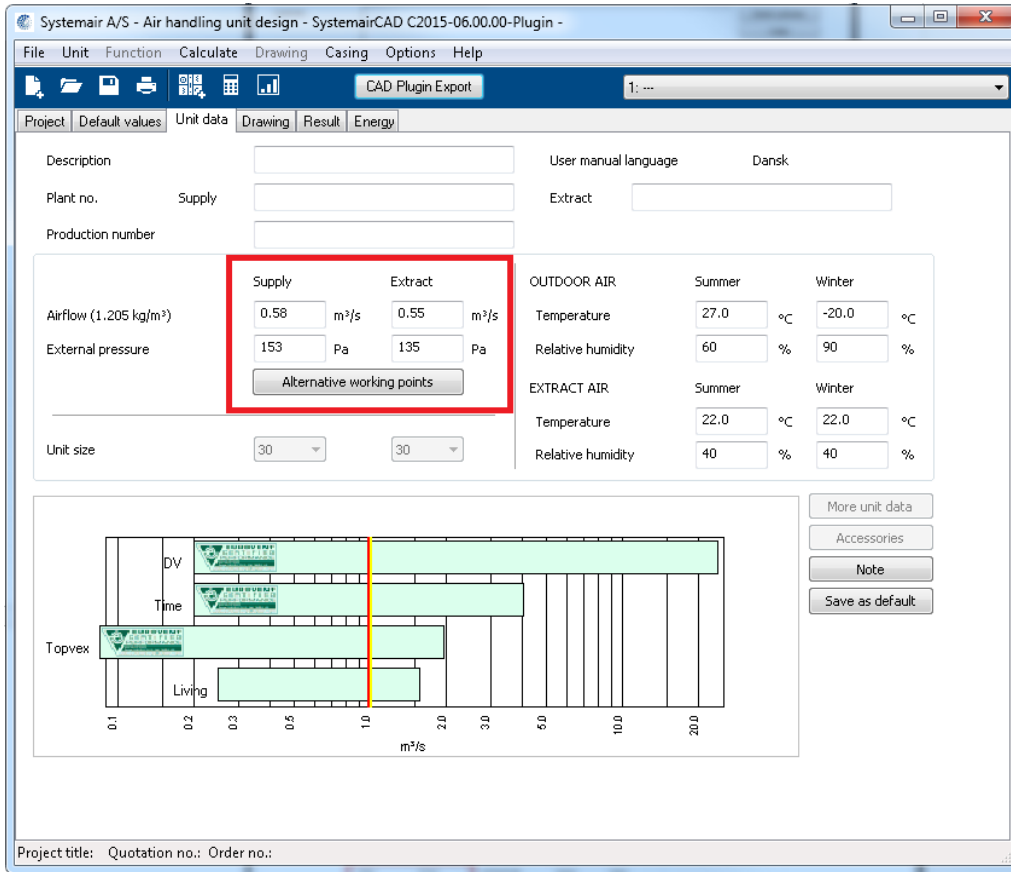 Systemair A/S - Air handling unit design - SystemairCAD C2015-06.00.00-Plugin -
File Unit Function Calculate Drawing Casing Options Help
CAD Plugin Export 1: ---
Project Default values Unit data Drawing Result Energy
Description User manual language Dansk
Plant no. Supply Extract
Production number
Supply Extract OUTDOOR AIR Summer Winter
Airflow (1.205 kg/m³) 0.58 m³/s 0.55 m³/s Temperature 27.0 °C -20.0 °C
External pressure 153 Pa 135 Pa Relative humidity 60 % 90 %
Alternative working points EXTRACT AIR Summer Winter
Temperature 22.0 °C 22.0 °C
Unit size 30 30 Relative humidity 40 % 40 %
More unit data
Accessories
DV
Note
Time
Save as default
Topvex
Living
0.1 0.2 0.3 0.5 1.0 2.0 3.0 5.0 10.0 20.0
m³/s
Project title: Quotation no.: Order no.: